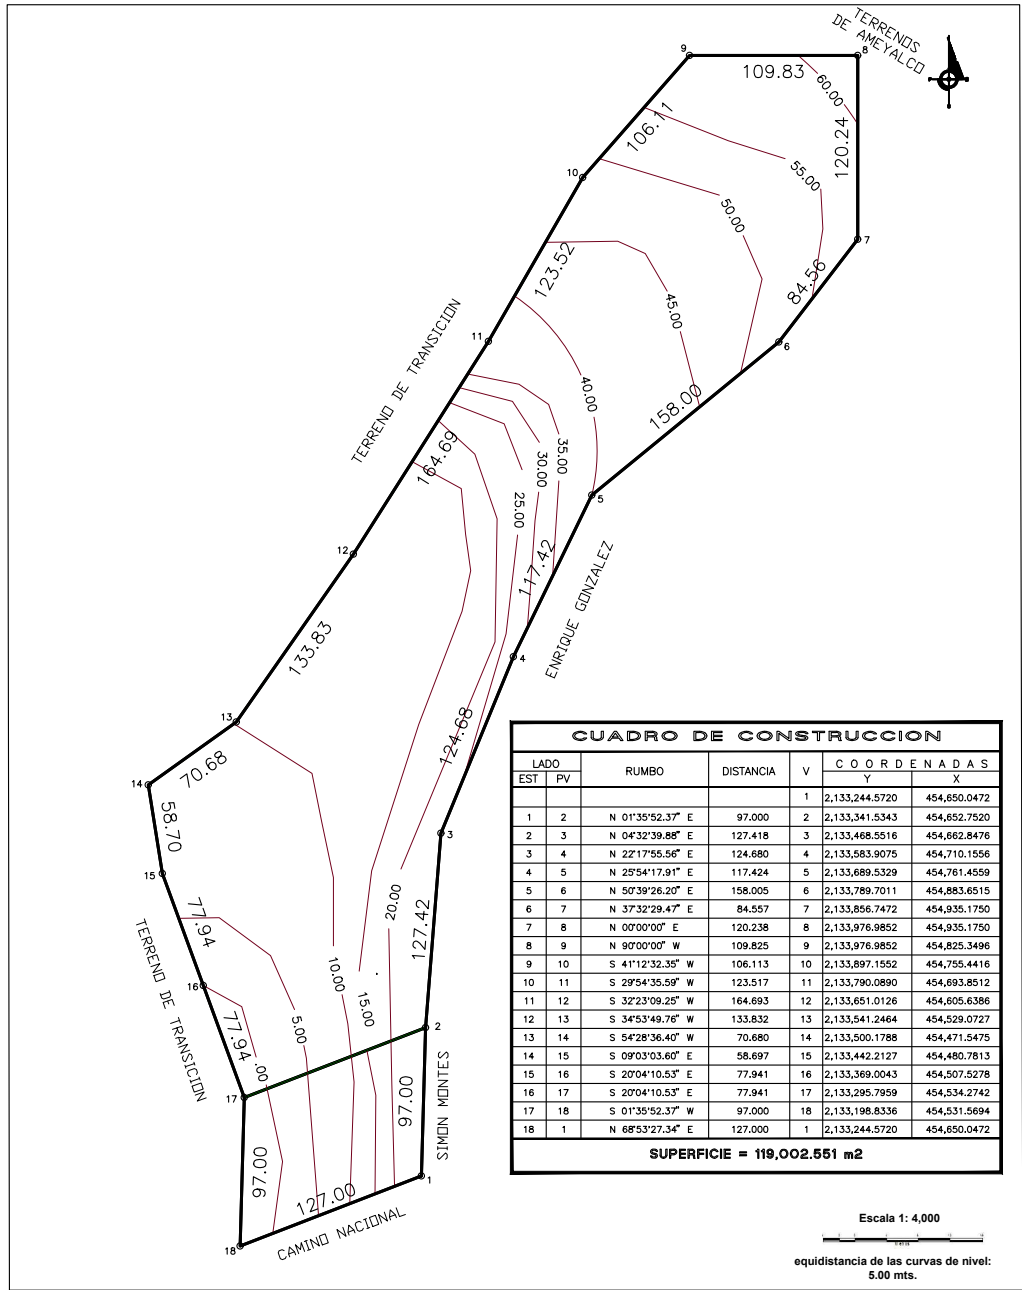 TERRENOS
DE AMEYALCO
9
8
109.83
60.00
106.11
120.24
55.00
10
50.00
7
123.52
84.56
45.00
TERRENO DE TRANSICION
11
6
40.00
158.00
164.69
35.00
30.00
25.00
5
12
117.42
ENRIQUE GONZALEZ
4
133.83
13
124.68
70.68
14
58.70
3
15
20.00
127.42
77.94
TERRENO DE TRANSICION
10.00
16
15.00
5.00
2
77.94
.00
17
97.00
SIMON MONTES
97.00
1
127.00
18
CAMINO NACIONAL
CUADRO DE CONSTRUCCION
LADO RUMBO DISTANCIA V C O O R D E N A D A S
EST PV Y X
1 2,133,244.5720 454,650.0472
1 2 N 01°35'52.37" E 97.000 2 2,133,341.5343 454,652.7520
2 3 N 04°32'39.88" E 127.418 3 2,133,468.5516 454,662.8476
3 4 N 22°17'55.56" E 124.680 4 2,133,583.9075 454,710.1556
4 5 N 25°54'17.91" E 117.424 5 2,133,689.5329 454,761.4559
5 6 N 50°39'26.20" E 158.005 6 2,133,789.7011 454,883.6515
6 7 N 37°32'29.47" E 84.557 7 2,133,856.7472 454,935.1750
7 8 N 00°00'00" E 120.238 8 2,133,976.9852 454,935.1750
8 9 N 90°00'00" W 109.825 9 2,133,976.9852 454,825.3496
9 10 S 41°12'32.35" W 106.113 10 2,133,897.1552 454,755.4416
10 11 S 29°54'35.59" W 123.517 11 2,133,790.0890 454,693.8512
11 12 S 32°23'09.25" W 164.693 12 2,133,651.0126 454,605.6386
12 13 S 34°53'49.76" W 133.832 13 2,133,541.2464 454,529.0727
13 14 S 54°28'36.40" W 70.680 14 2,133,500.1788 454,471.5475
14 15 S 09°03'03.60" E 58.697 15 2,133,442.2127 454,480.7813
15 16 S 20°04'10.53" E 77.941 16 2,133,369.0043 454,507.5278
16 17 S 20°04'10.53" E 77.941 17 2,133,295.7959 454,534.2742
17 18 S 01°35'52.37" W 97.000 18 2,133,198.8336 454,531.5694
18 1 N 68°53'27.34" E 127.000 1 2,133,244.5720 454,650.0472
SUPERFICIE = 119,002.551 m2
Escala 1: 4,000
equidistancia de las curvas de nivel:
5.00 mts.